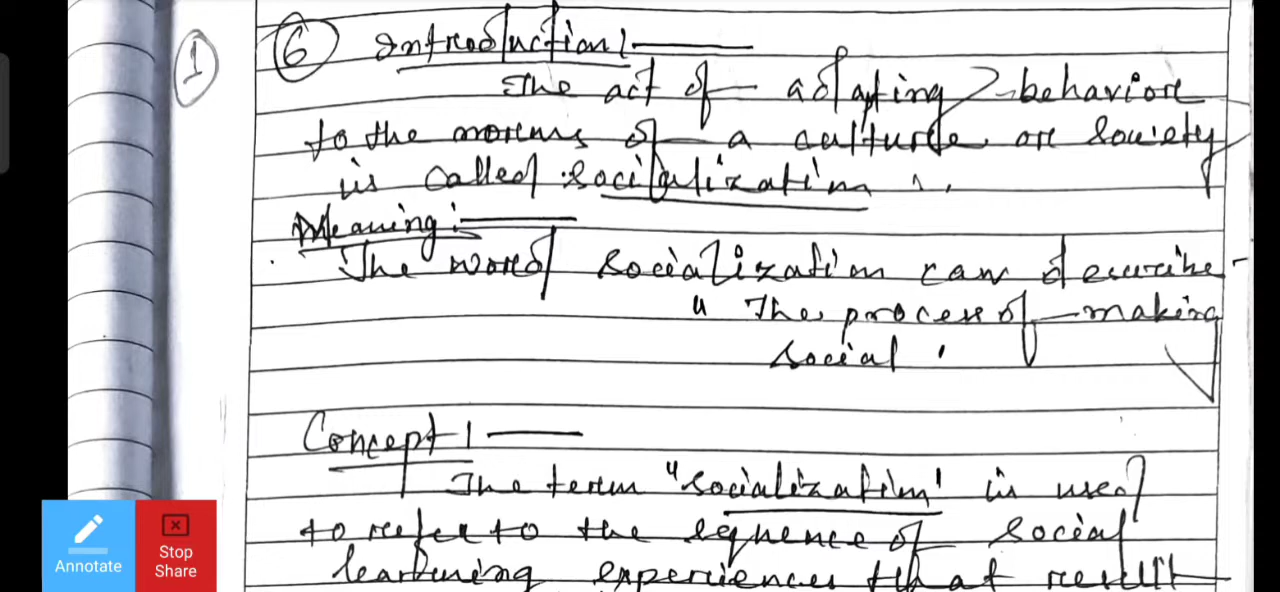 1
6 Introduction:
The act of adapting behaviour
to the norms of a culture or society
is called socialization.
Meaning:
The word socialization can describe
" The process of making
social.
Concept:
The term "socialization" is used
to refer to the sequence of social
learning experiences that result
Annotate
Stop
Share